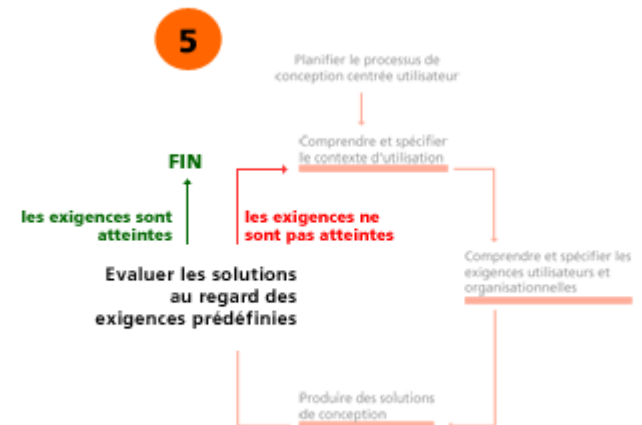 5
Planifier le processus de
conception centrée utilisateur
Comprendre et spécifier
le contexte d'utilisation
FIN
les exigences sont
atteintes
les exigences ne
sont pas atteintes
Comprendre et spécifier les
exigences utilisateurs et
organisationnelles
Evaluer les solutions
au regard des
exigences prédéfinies
Produire des solutions
de conception